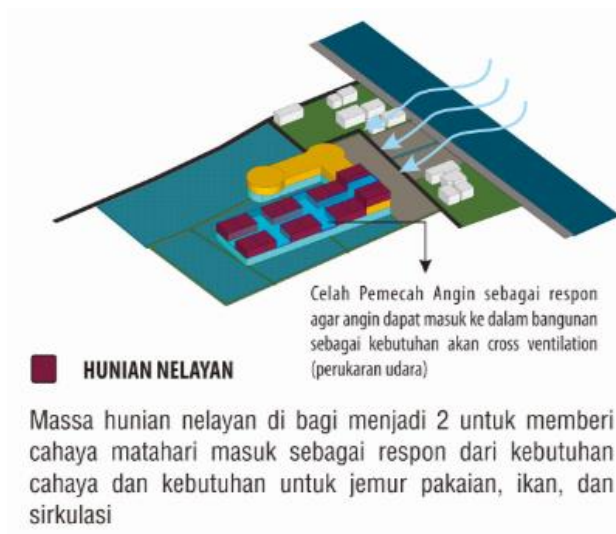 Celah Pemecah Angin sebagai respon
agar angin dapat masuk ke dalam bangunan
sebagai kebutuhan akan cross ventilation
(perukaran udara)
HUNIAN NELAYAN
Massa hunian nelayan di bagi menjadi 2 untuk memberi
cahaya matahari masuk sebagai respon dari kebutuhan
cahaya dan kebutuhan untuk jemur pakaian, ikan, dan
sirkulasi